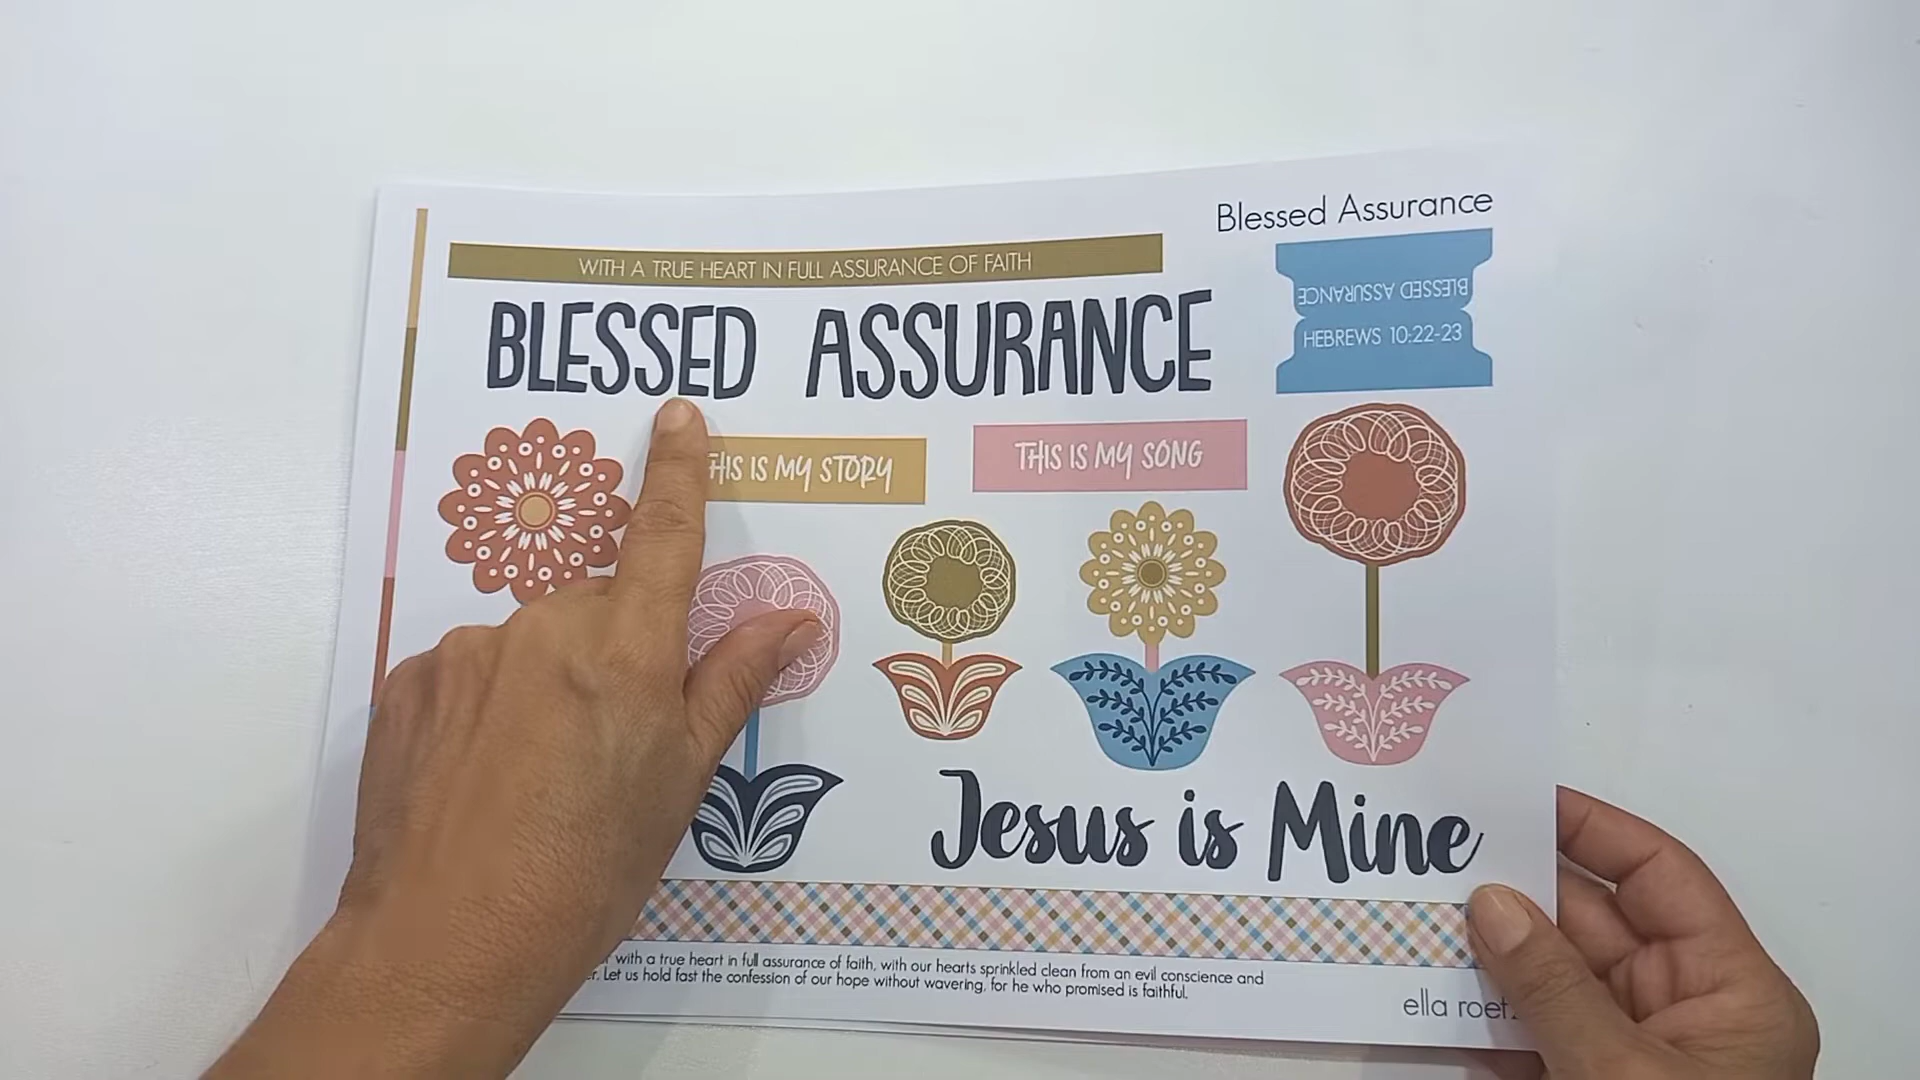 Blessed Assurance
WITH A TRUE HEART IN FULL ASSURANCE OF FAITH
BLESSED ASSURANCE
BLESSED ASSURANCE
HEBREWS 10:22-23
THIS IS MY STORY
THIS IS MY SONG
Jesus is Mine
with a true heart in full assurance of faith, with our hearts sprinkled clean from an evil conscience and
Let us hold fast the confession of our hope without wavering, for he who promised is faithful.
ella